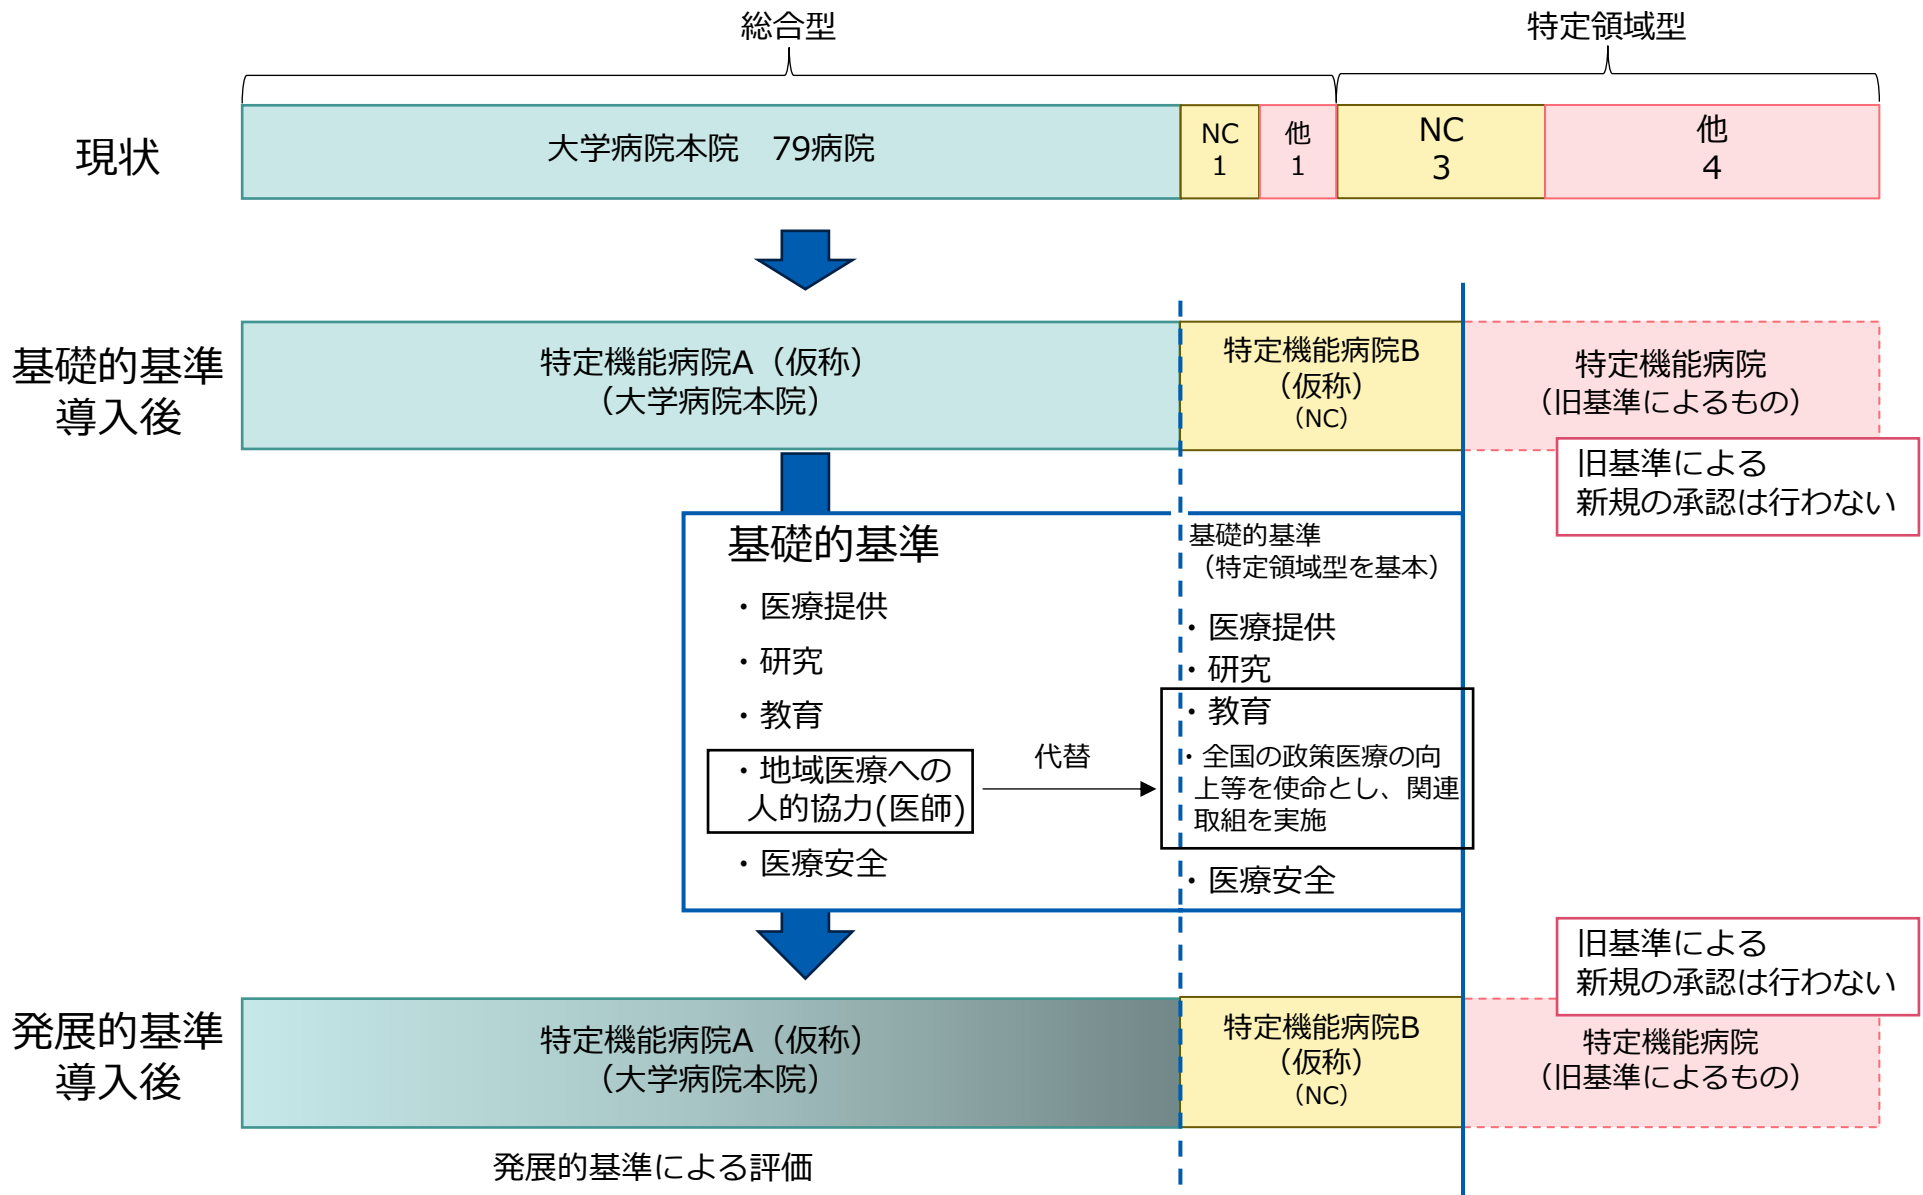 総合型
特定領域型
現状
大学病院本院　79病院
NC
1
他
1
NC
3
他
4
基礎的基準
導入後
特定機能病院A（仮称）
（大学病院本院）
特定機能病院B
（仮称）
（NC）
特定機能病院
（旧基準によるもの）
旧基準による
新規の承認は行わない
基礎的基準
・医療提供
・研究
・教育
・地域医療への
人的協力(医師)
・医療安全
代替
基礎的基準
（特定領域型を基本）
・医療提供
・研究
・教育
・全国の政策医療の向
上等を使命とし、関連
取組を実施
・医療安全
旧基準による
新規の承認は行わない
発展的基準
導入後
特定機能病院A（仮称）
（大学病院本院）
特定機能病院B
（仮称）
（NC）
特定機能病院
（旧基準によるもの）
発展的基準による評価